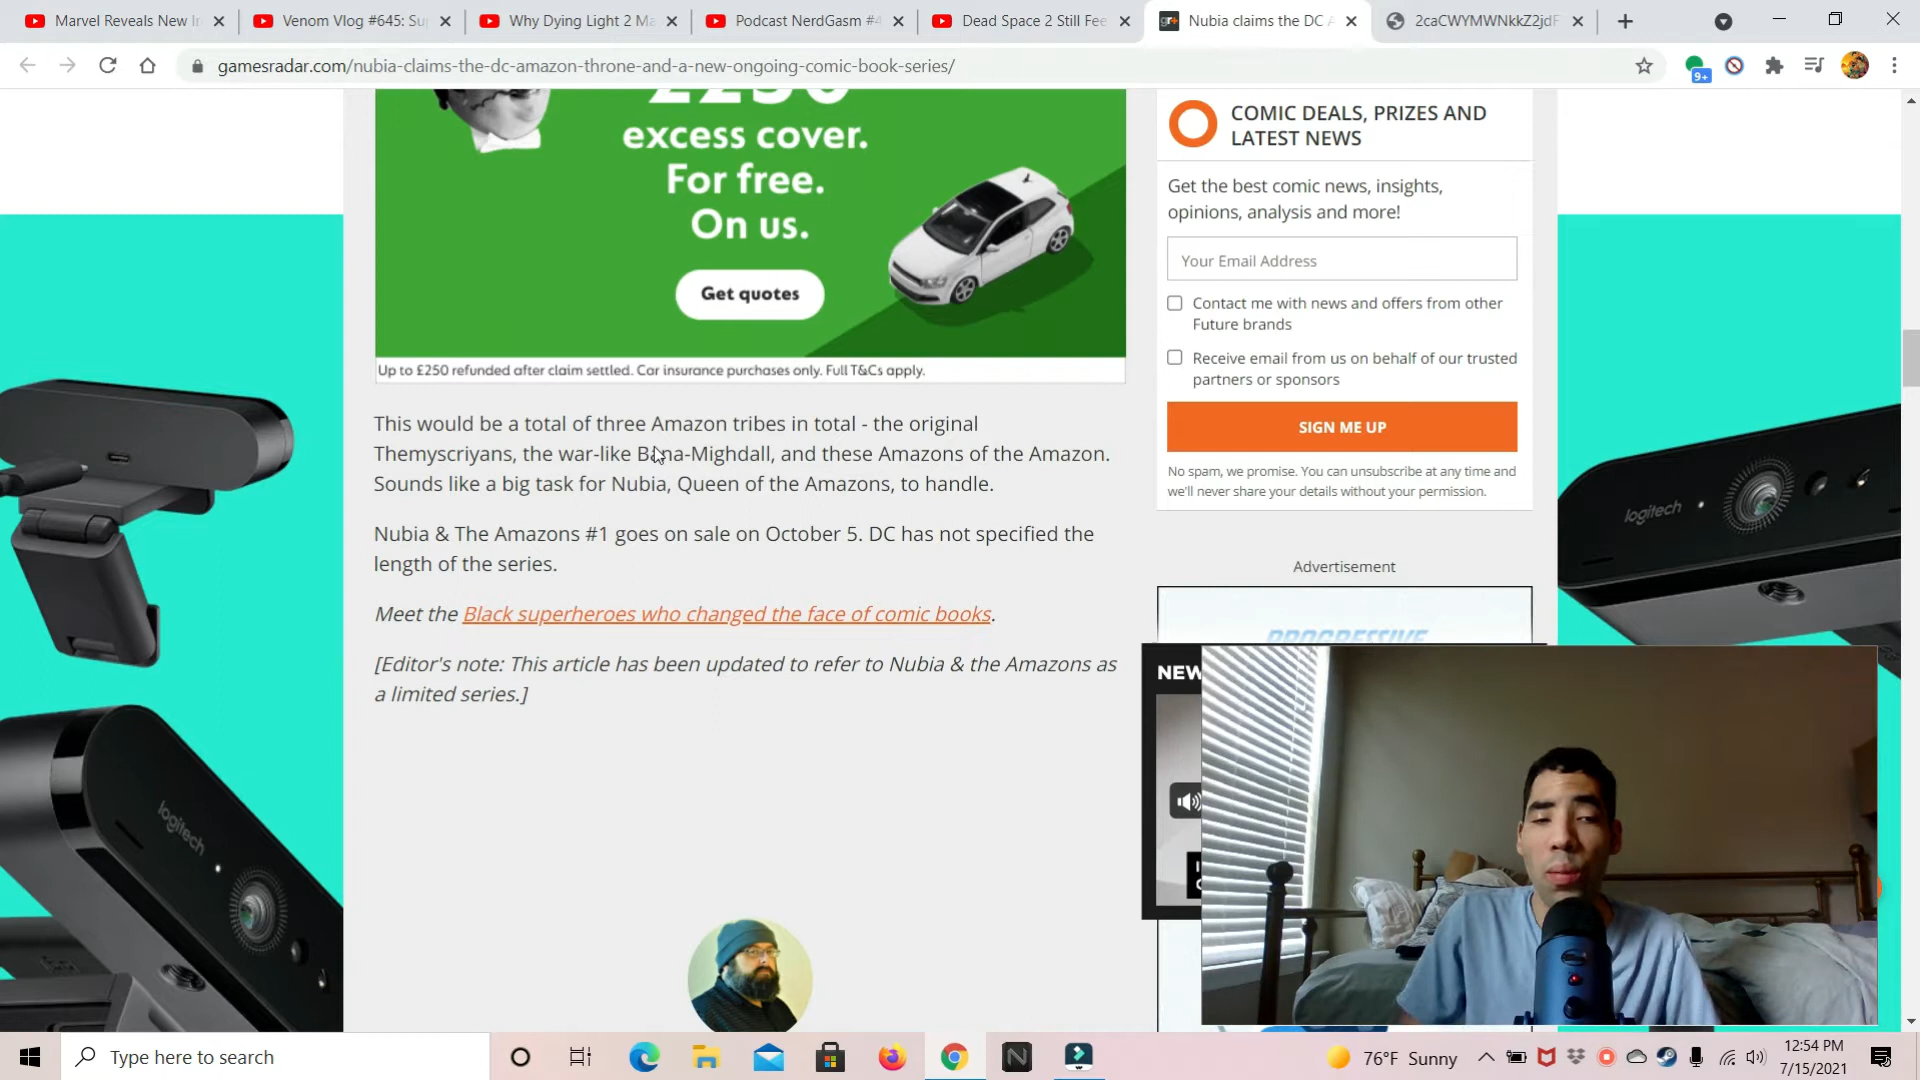 Marvel Reveals New Ir
Venom Vlog #645: Su
Why Dying Light 2 Ma
Podcast NerdGasm #4
Dead Space 2 Still Fee
Nubia claims the DC A
2caCWYMWNkkZ2jdF
gamesradar.com/nubia-claims-the-dc-amazon-throne-and-a-new-ongoing-comic-book-series/
9+
£250
excess cover.
For free.
On us.
Get quotes
Up to £250 refunded after claim settled. Car insurance purchases only. Full T&Cs apply.
This would be a total of three Amazon tribes in total - the original
Themyscriyans, the war-like Bana-Mighdall, and these Amazons of the Amazon.
Sounds like a big task for Nubia, Queen of the Amazons, to handle.
Nubia & The Amazons #1 goes on sale on October 5. DC has not specified the
length of the series.
Meet the Black superheroes who changed the face of comic books.
[Editor's note: This article has been updated to refer to Nubia & the Amazons as
a limited series.]
COMIC DEALS, PRIZES AND
LATEST NEWS
Get the best comic news, insights,
opinions, analysis and more!
Your Email Address
Contact me with news and offers from other
Future brands
Receive email from us on behalf of our trusted
partners or sponsors
SIGN ME UP
No spam, we promise. You can unsubscribe at any time and
we'll never share your details without your permission.
Advertisement
PROGRESSIVE
NEW
logitech
logitech
Type here to search
76°F Sunny
12:54 PM
7/15/2021